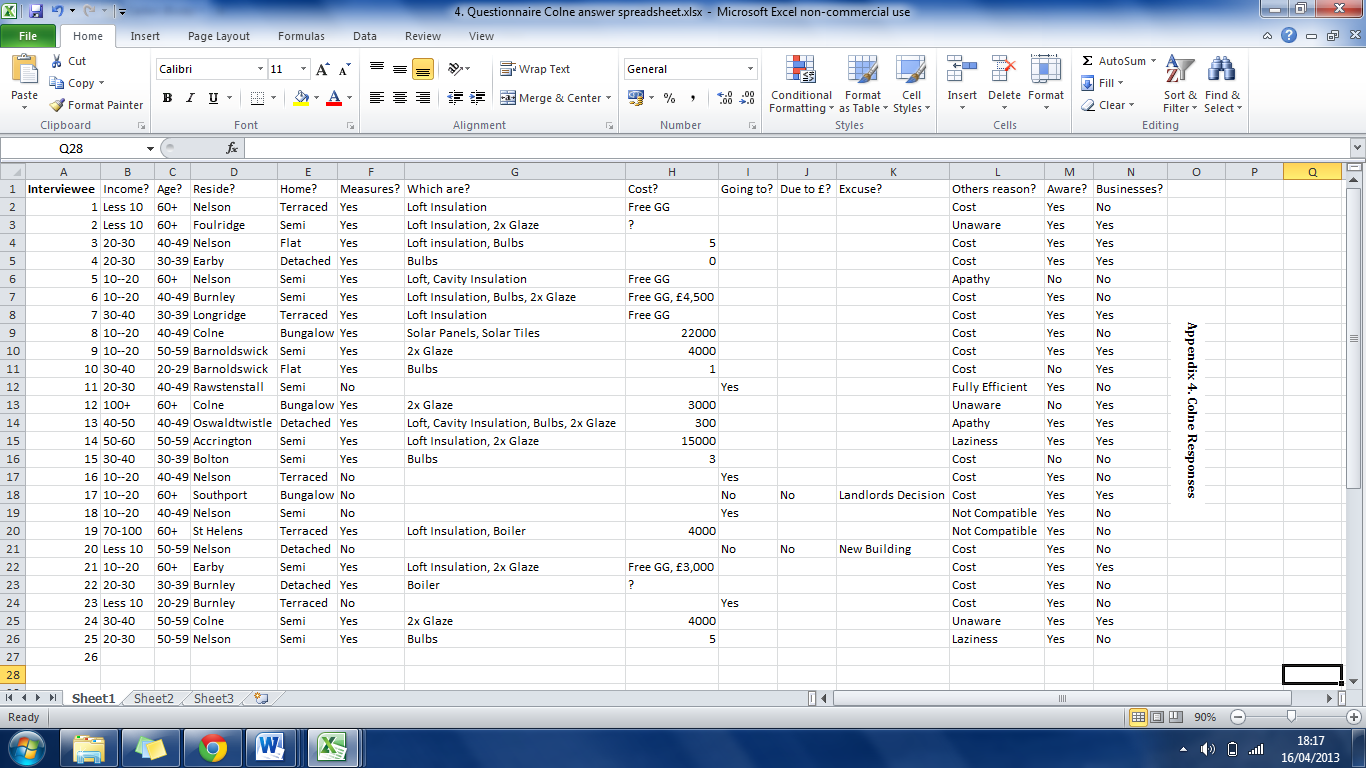 4. Questionnaire Colne answer spreadsheet.xlsx - Microsoft Excel non-commercial use
File Home Insert Page Layout Formulas Data Review View
Paste Cut Copy Format Painter Clipboard
Calibri 11 B I U Font
Wrap Text Merge & Center Alignment
General % , Number
Conditional Formatting Format as Table Cell Styles Styles
Insert Delete Format Cells
AutoSum Fill Clear Sort & Filter Find & Select Editing
Q28 fx
A B C D E F G H I J K L M N O P Q
1 Interviewee Income? Age? Reside? Home? Measures? Which are? Cost? Going to? Due to £? Excuse? Others reason? Aware? Businesses?
2 1 Less 10 60+ Nelson Terraced Yes Loft Insulation Free GG Cost Yes No
3 2 Less 10 60+ Foulridge Semi Yes Loft Insulation, 2x Glaze ? Unaware Yes Yes
4 3 20-30 40-49 Nelson Flat Yes Loft insulation, Bulbs 5 Cost Yes Yes
5 4 20-30 30-39 Earby Detached Yes Bulbs 0 Cost Yes Yes
6 5 10--20 60+ Nelson Semi Yes Loft, Cavity Insulation Free GG Apathy No No
7 6 10--20 40-49 Burnley Semi Yes Loft Insulation, Bulbs, 2x Glaze Free GG, £4,500 Cost Yes No
8 7 30-40 30-39 Longridge Terraced Yes Loft Insulation Free GG Cost Yes Yes
9 8 10--20 40-49 Colne Bungalow Yes Solar Panels, Solar Tiles 22000 Cost Yes No
10 9 10--20 50-59 Barnoldswick Semi Yes 2x Glaze 4000 Cost Yes Yes
11 10 30-40 20-29 Barnoldswick Flat Yes Bulbs 1 Cost No Yes
12 11 20-30 40-49 Rawstenstall Semi No Yes Fully Efficient Yes No
13 12 100+ 60+ Colne Bungalow Yes 2x Glaze 3000 Unaware No Yes
14 13 40-50 40-49 Oswaldtwistle Detached Yes Loft, Cavity Insulation, Bulbs, 2x Glaze 300 Apathy Yes Yes
15 14 50-60 50-59 Accrington Semi Yes Loft Insulation, 2x Glaze 15000 Laziness Yes Yes
16 15 30-40 30-39 Bolton Semi Yes Bulbs 3 Cost No No
17 16 10--20 40-49 Nelson Terraced No Yes Cost Yes No
18 17 10--20 60+ Southport Bungalow No No No Landlords Decision Cost Yes Yes
19 18 10--20 40-49 Nelson Semi No Yes Not Compatible Yes No
20 19 70-100 60+ St Helens Terraced Yes Loft Insulation, Boiler 4000 Not Compatible Yes No
21 20 Less 10 50-59 Nelson Detached No No No New Building Cost Yes No
22 21 10--20 60+ Earby Semi Yes Loft Insulation, 2x Glaze Free GG, £3,000 Cost Yes Yes
23 22 20-30 30-39 Burnley Detached Yes Boiler ? Cost Yes No
24 23 Less 10 20-29 Burnley Terraced No Yes Cost Yes No
25 24 30-40 50-59 Colne Semi Yes 2x Glaze 4000 Unaware Yes Yes
26 25 20-30 50-59 Nelson Semi Yes Bulbs 5 Laziness Yes No
27 26
28
Appendix 4. Colne Responses
Sheet1 Sheet2 Sheet3
Ready 90%
18:17
16/04/2013